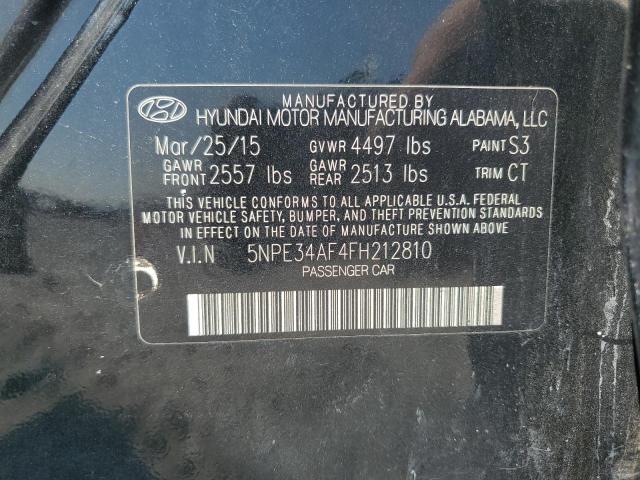 MANUFACTURED BY
HYUNDAI MOTOR MANUFACTURING ALABAMA, LLC
Mar/25/15 GVWR 4497 lbs PAINT S3
GAWR FRONT 2557 lbs GAWR REAR 2513 lbs TRIM CT
THIS VEHICLE CONFORMS TO ALL APPLICABLE U.S.A. FEDERAL
MOTOR VEHICLE SAFETY, BUMPER, AND THEFT PREVENTION STANDARDS
IN EFFECT ON THE DATE OF MANUFACTURE SHOWN ABOVE.
V.I.N 5NPE34AF4FH212810
PASSENGER CAR